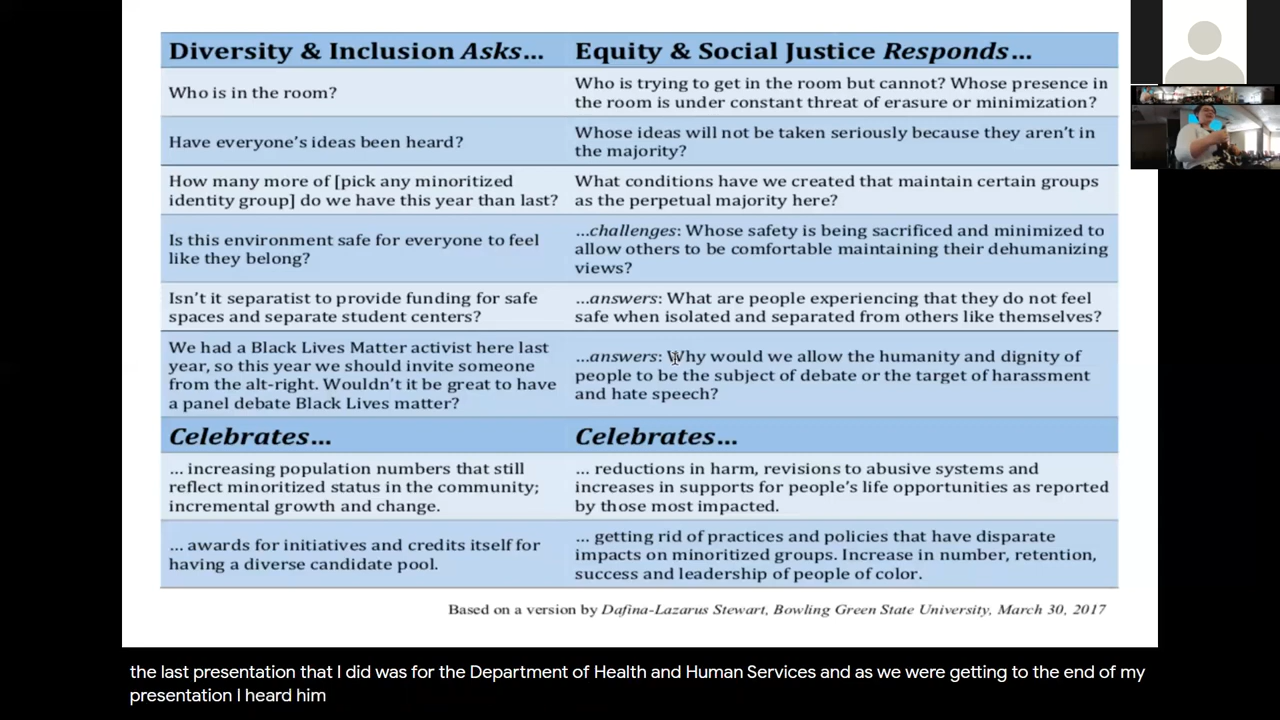 Diversity & Inclusion Asks...
Equity & Social Justice Responds...
Who is in the room?
Who is trying to get in the room but cannot? Whose presence in
the room is under constant threat of erasure or minimization?
Have everyone's ideas been heard?
Whose ideas will not be taken seriously because they aren't in
the majority?
How many more of [pick any minoritized
identity group] do we have this year than last?
What conditions have we created that maintain certain groups
as the perpetual majority here?
Is this environment safe for everyone to feel
like they belong?
...challenges: Whose safety is being sacrificed and minimized to
allow others to be comfortable maintaining their dehumanizing
views?
Isn't it separatist to provide funding for safe
spaces and separate student centers?
...answers: What are people experiencing that they do not feel
safe when isolated and separated from others like themselves?
We had a Black Lives Matter activist here last
year, so this year we should invite someone
from the alt-right. Wouldn't it be great to have
a panel debate Black Lives matter?
...answers: Why would we allow the humanity and dignity of
people to be the subject of debate or the target of harassment
and hate speech?
Celebrates...
Celebrates...
... increasing population numbers that still
reflect minoritized status in the community;
incremental growth and change.
... reductions in harm, revisions to abusive systems and
increases in supports for people's life opportunities as reported
by those most impacted.
... awards for initiatives and credits itself for
having a diverse candidate pool.
... getting rid of practices and policies that have disparate
impacts on minoritized groups. Increase in number, retention,
success and leadership of people of color.
Based on a version by Dafina-Lazarus Stewart, Bowling Green State University, March 30, 2017
the last presentation that I did was for the Department of Health and Human Services and as we were getting to the end of my
presentation I heard him